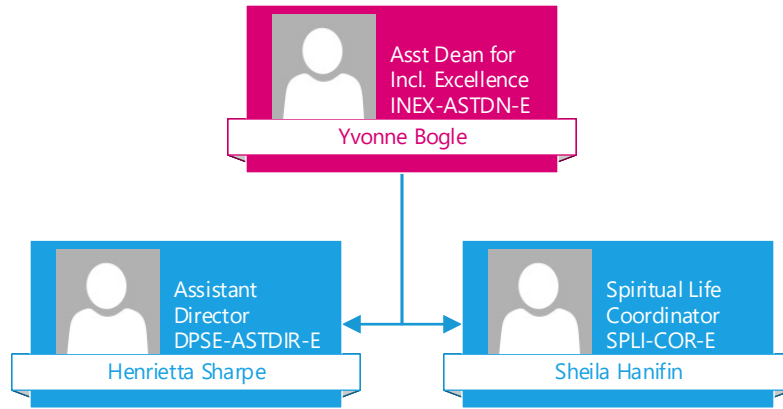 Asst Dean for
Incl. Excellence
INEX-ASTDN-E
Yvonne Bogle
Assistant
Director
DPSE-ASTDIR-E
Henrietta Sharpe
Spiritual Life
Coordinator
SPLI-COR-E
Sheila Hanifin